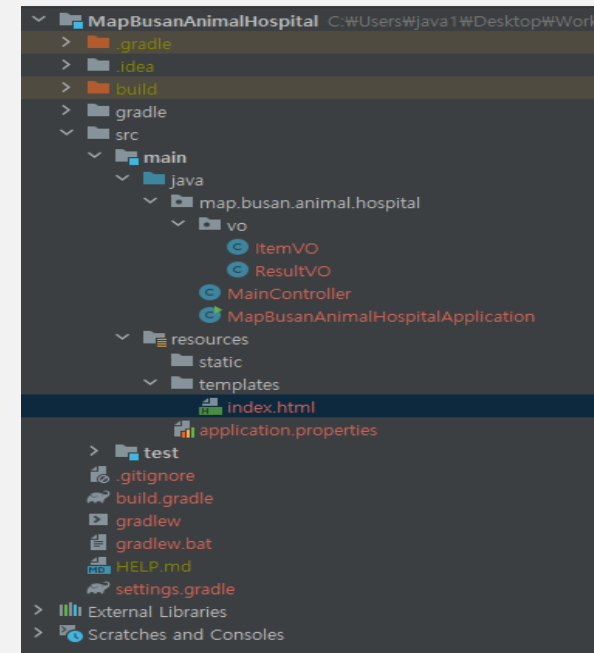 MapBusanAnimalHospital C:₩Users₩java1₩Desktop₩Work
.gradle
.idea
build
gradle
src
main
java
map.busan.animal.hospital
vo
C ItemVO
C ResultVO
C MainController
C MapBusanAnimalHospitalApplication
resources
static
templates
H index.html
application.properties
test
.gitignore
build.gradle
gradlew
gradlew.bat
MD HELP.md
settings.gradle
External Libraries
Scratches and Consoles